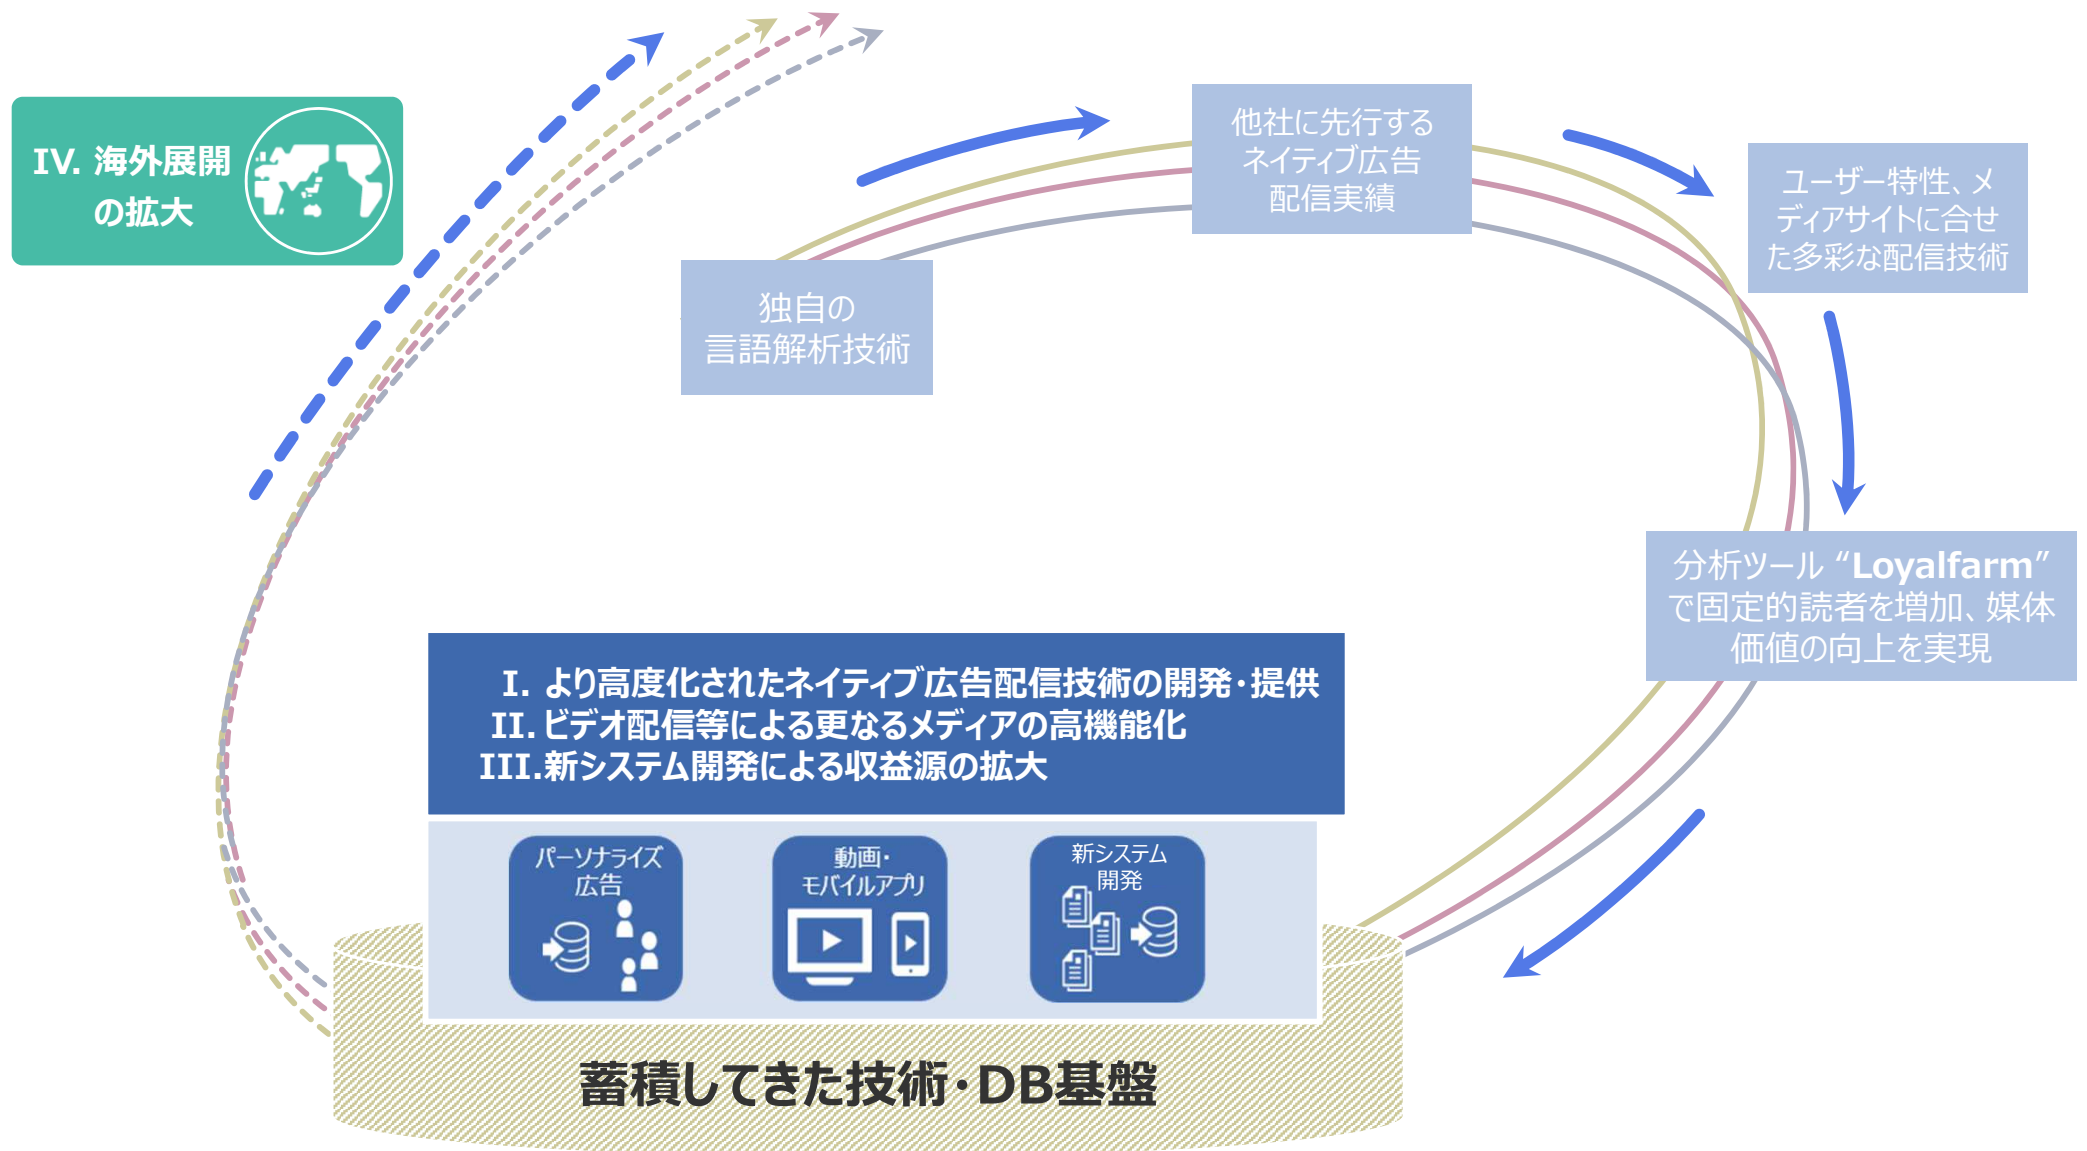 IV. 海外展開
の拡大
他社に先行する
ネイティブ広告
配信実績
ユーザー特性、メ
ディアサイトに合せ
た多彩な配信技術
独自の
言語解析技術
分析ツール “Loyalfarm”
で固定的読者を増加、媒体
価値の向上を実現
I. より高度化されたネイティブ広告配信技術の開発・提供
II. ビデオ配信等による更なるメディアの高機能化
III.新システム開発による収益源の拡大
パーソナライズ
広告
動画・
モバイルアプリ
新システム
開発
蓄積してきた技術・DB基盤